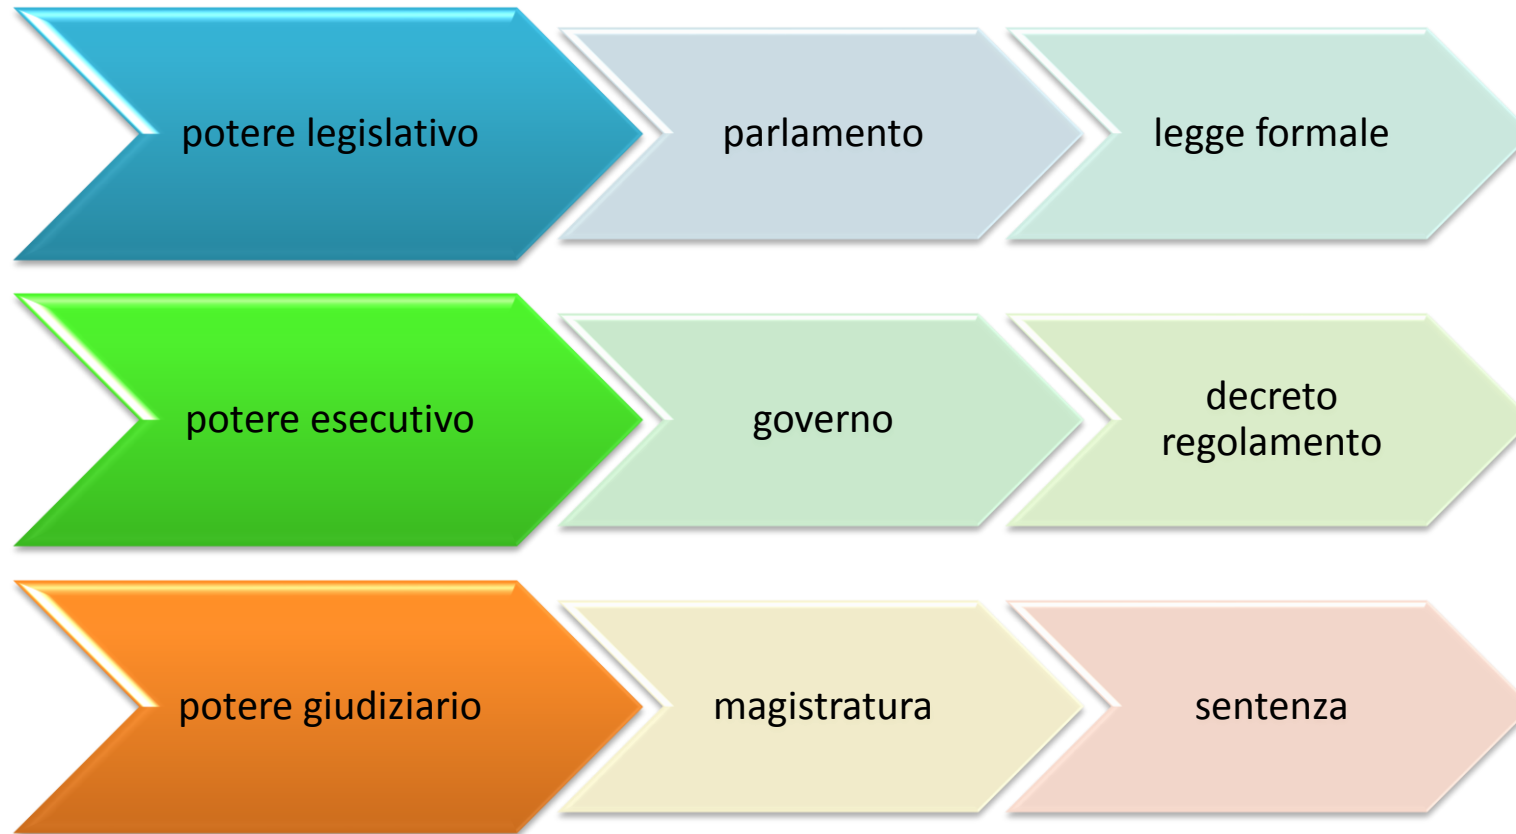 potere legislativo
parlamento
legge formale
potere esecutivo
governo
decreto
regolamento
potere giudiziario
magistratura
sentenza